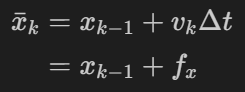 x̄ₖ = xₖ₋₁ + vₖΔt
= xₖ₋₁ + fₓ